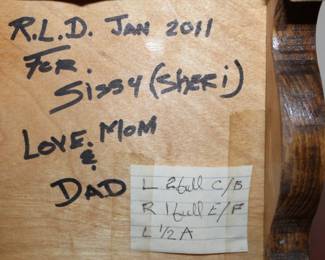 R.L.D. JAN 2011
FOR.
SISSY (SHERI)
LOVE. MOM
&
DAD
L 2 full C/B
R 1 full E/F
L 1/2 A